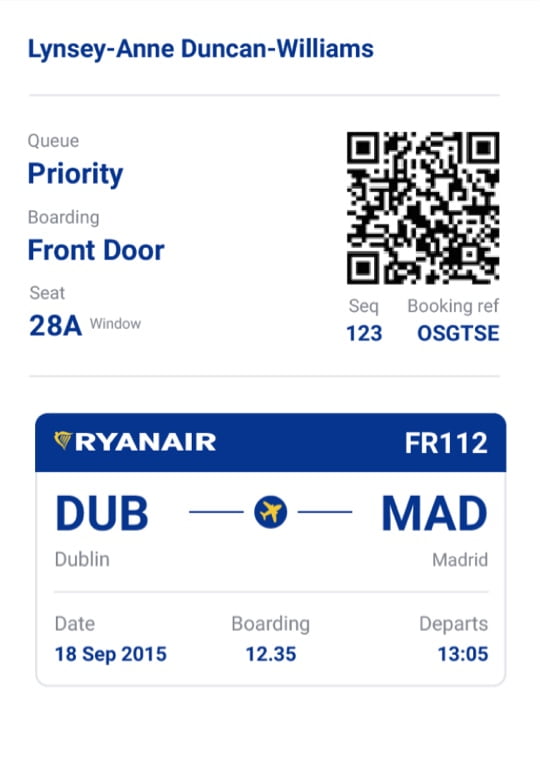 Lynsey-Anne Duncan-Williams
Queue
Priority
Boarding
Front Door
Seat
28A Window
Seq Booking ref
123 OSGTSE
RYANAIR FR112
DUB MAD
Dublin Madrid
Date Boarding Departs
18 Sep 2015 12.35 13:05